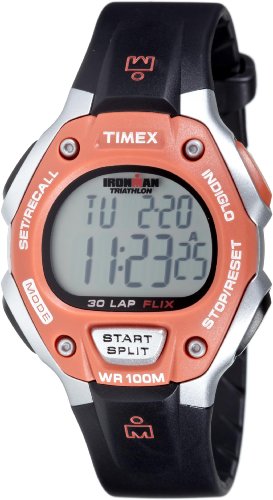 TIMEX
IRONMAN
TRIATHLON
SET/RECALL
INDIGLO
TU 2-20
11:23:25
MODE
STOP/RESET
30 LAP FLIX
START
SPLIT
WR 100M